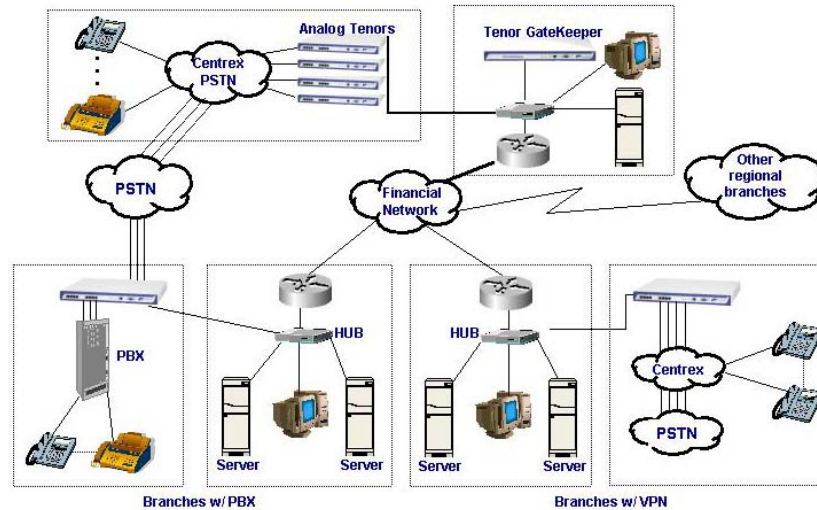 Analog Tenors
Tenor GateKeeper
Centrex
PSTN
PSTN
Financial
Network
Other
regional
branches
HUB
HUB
PBX
Centrex
PSTN
Server
Server
Server
Server
Branches w/ PBX
Branches w/ VPN